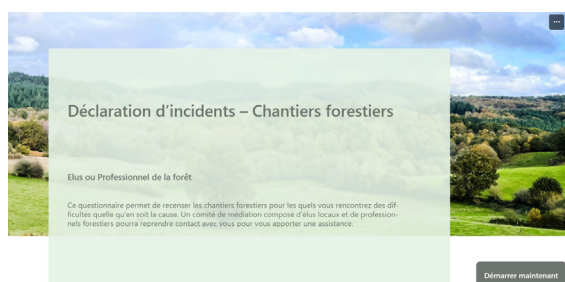 ...
Déclaration d'incidents – Chantiers forestiers
Elus ou Professionnel de la forêt
Ce questionnaire permet de recenser les chantiers forestiers pour les quels vous rencontrez des dif-
ficultés quelle qu'en soit la cause. Un comité de médiation composé d'élus locaux et de profession-
nels forestiers pourra reprendre contact avec vous pour vous apporter une assistance.
Démarrer maintenant